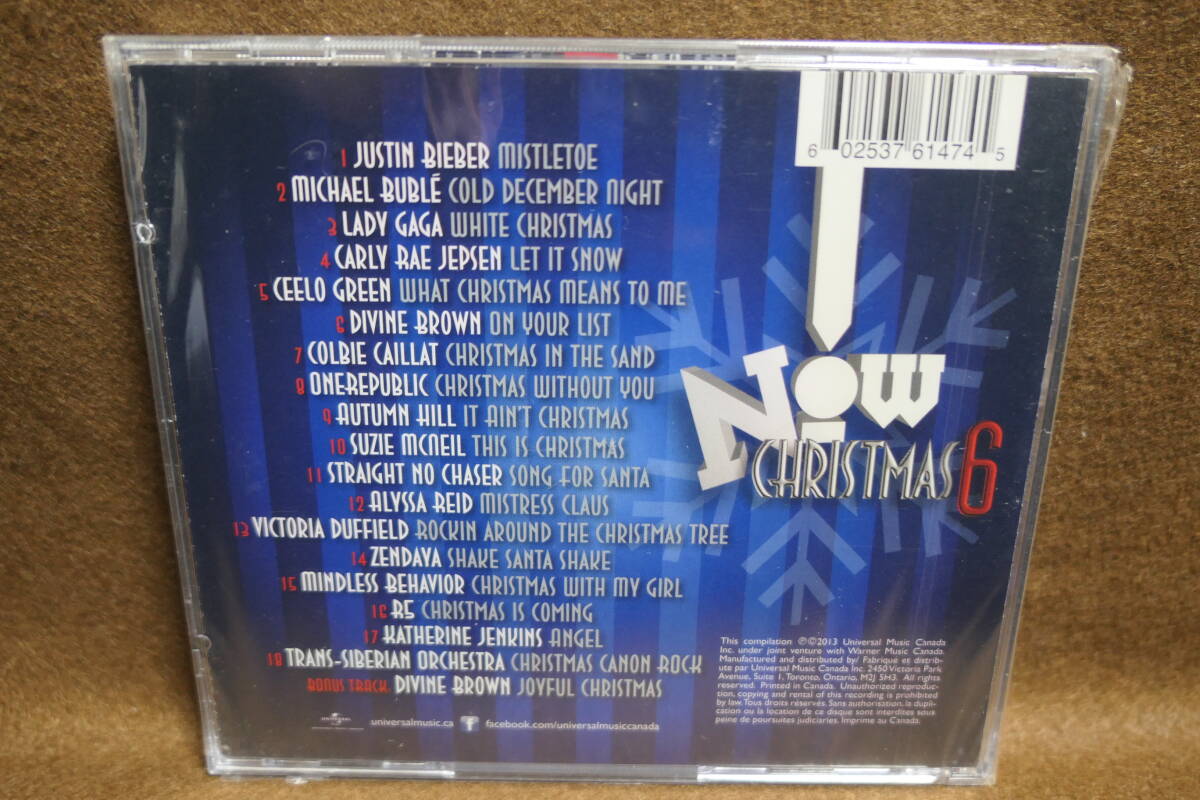 1 JUSTIN BIEBER MISTLETOE
2 MICHAEL BUBLÉ COLD DECEMBER NIGHT
3 LADY GAGA WHITE CHRISTMAS
4 CARLY RAE JEPSEN LET IT SNOW
5 CEELO GREEN WHAT CHRISTMAS MEANS TO ME
6 DIVINE BROWN ON YOUR LIST
7 COLBIE CAILLAT CHRISTMAS IN THE SAND
8 ONEREPUBLIC CHRISTMAS WITHOUT YOU
9 AUTUMN HILL IT AIN'T CHRISTMAS
10 SUZIE MCNEIL THIS IS CHRISTMAS
11 STRAIGHT NO CHASER SONG FOR SANTA
12 ALYSSA REID MISTRESS CLAUS
13 VICTORIA DUFFIELD ROCKIN AROUND THE CHRISTMAS TREE
14 ZENDAYA SHAKE SANTA SHAKE
15 MINDLESS BEHAVIOR CHRISTMAS WITH MY GIRL
16 R5 CHRISTMAS IS COMING
17 KATHERINE JENKINS ANGEL
18 TRANS-SIBERIAN ORCHESTRA CHRISTMAS CANON ROCK
BONUS TRACK: DIVINE BROWN JOYFUL CHRISTMAS
universalmusic.ca f facebook.com/universalmusiccanada
6 02537 61474 5
NOW
CHRISTMAS 6
This compilation ℗©2013 Universal Music Canada
Inc. under joint venture with Warner Music Canada.
Manufactured and distributed by/ Fabrique et distrib-
ute par Universal Music Canada Inc. 2450 Victoria Park
Avenue, Suite 1, Toronto, Ontario, M2J 5H3. All rights
reserved. Printed in Canada. Unauthorized reproduc-
tion, copying and rental of this recording is prohibited
by law. Tous droits réservés. Sans authorisation, la dupli-
cation ou la location de ce disque sont interdites sous
peine de poursuites judiciaries. Imprime au Canada.